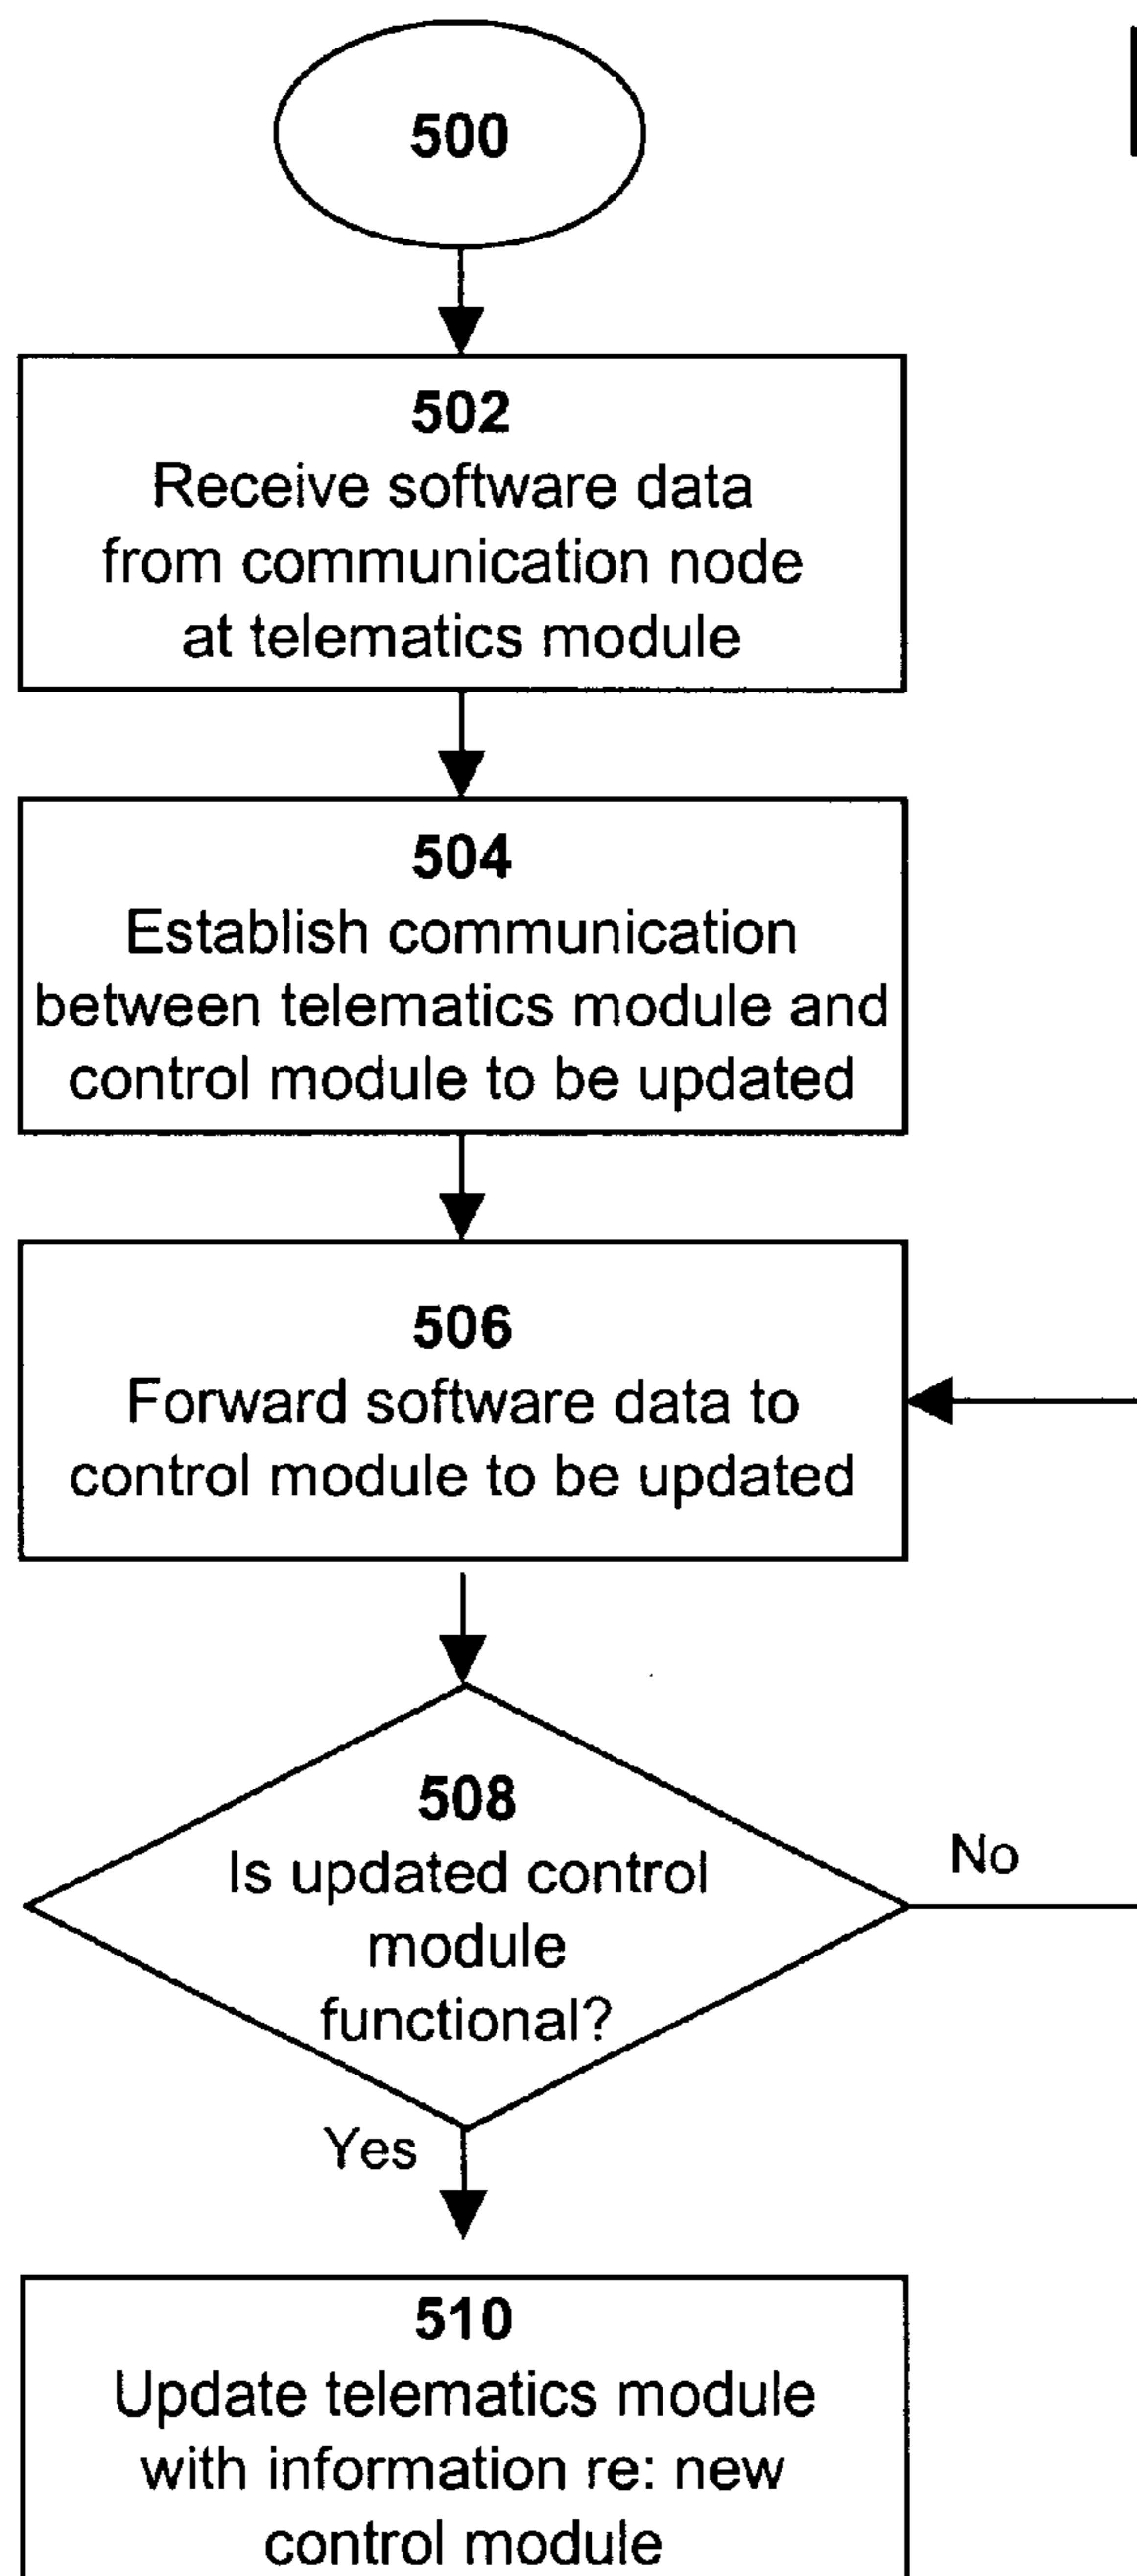 500
502
Receive software data
from communication node
at telematics module
504
Establish communication
between telematics module and
control module to be updated
506
Forward software data to
control module to be updated
508
Is updated control
module
functional?
No
Yes
510
Update telematics module
with information re: new
control module